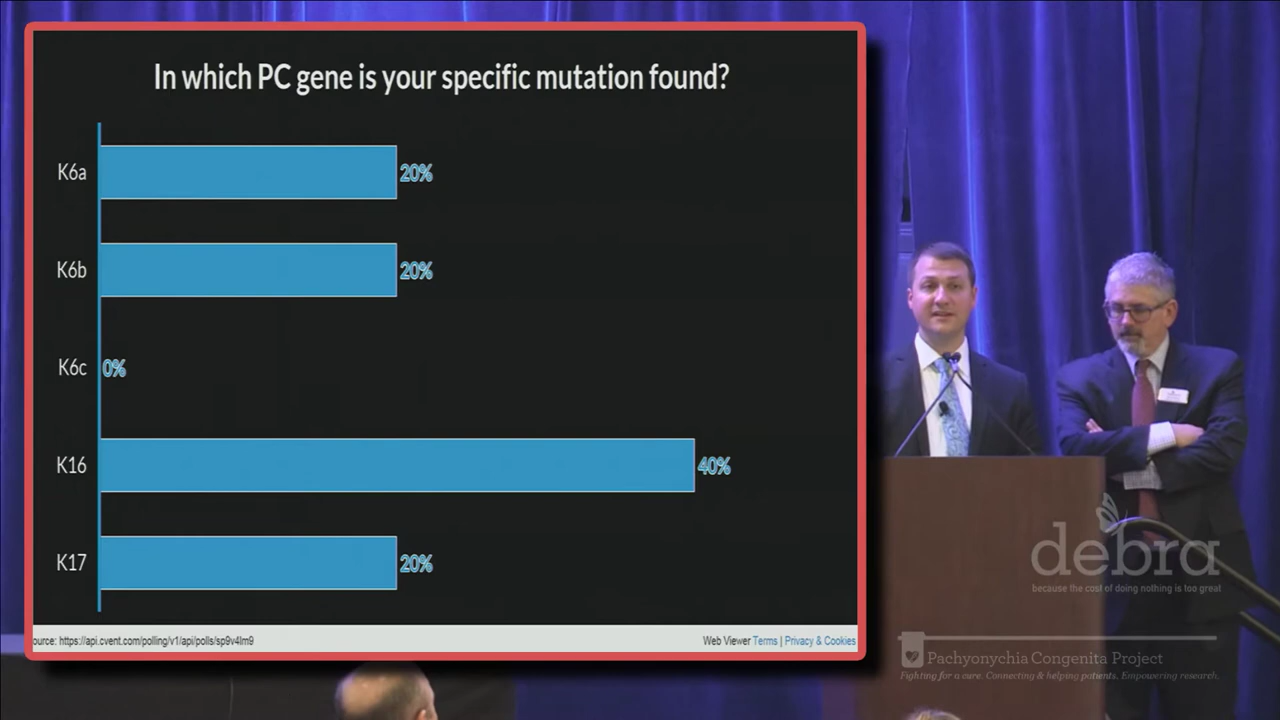 In which PC gene is your specific mutation found?
K6a 20%
K6b 20%
K6c 0%
K16 40%
K17 20%
ource: https://api.cvent.com/polling/v1/api/polls/sp9v4lm9
Web Viewer Terms | Privacy & Cookies
debra
because the cost of doing nothing is too great
Pachyonychia Congenita Project
Fighting for a cure. Connecting & helping patients. Empowering research.